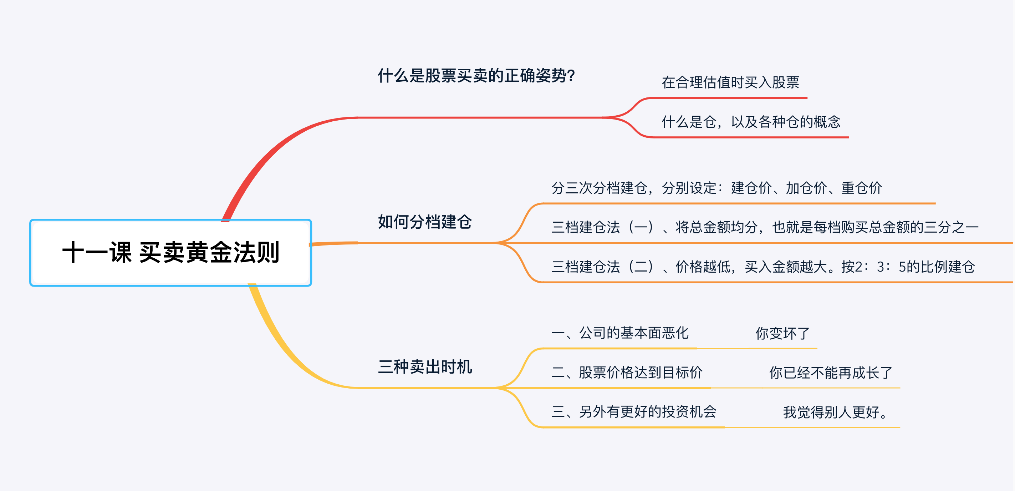 什么是股票买卖的正确姿势？
在合理估值时买入股票
什么是仓，以及各种仓的概念
十一课 买卖黄金法则
如何分档建仓
分三次分档建仓，分别设定：建仓价、加仓价、重仓价
三档建仓法（一）、将总金额均分，也就是每档购买总金额的三分之一
三档建仓法（二）、价格越低，买入金额越大。按2：3：5的比例建仓
三种卖出时机
一、公司的基本面恶化 你变坏了
二、股票价格达到目标价 你已经不能再成长了
三、另外有更好的投资机会 我觉得别人更好。